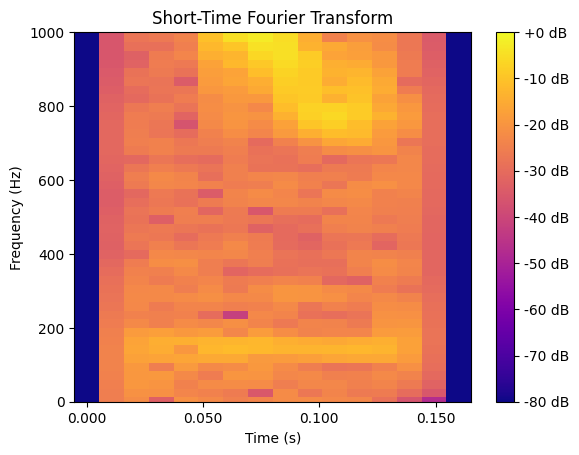 Short-Time Fourier Transform
1000
800
600
400
200
0
Frequency (Hz)
0.000
0.050
0.100
0.150
Time (s)
+0 dB
-10 dB
-20 dB
-30 dB
-40 dB
-50 dB
-60 dB
-70 dB
-80 dB